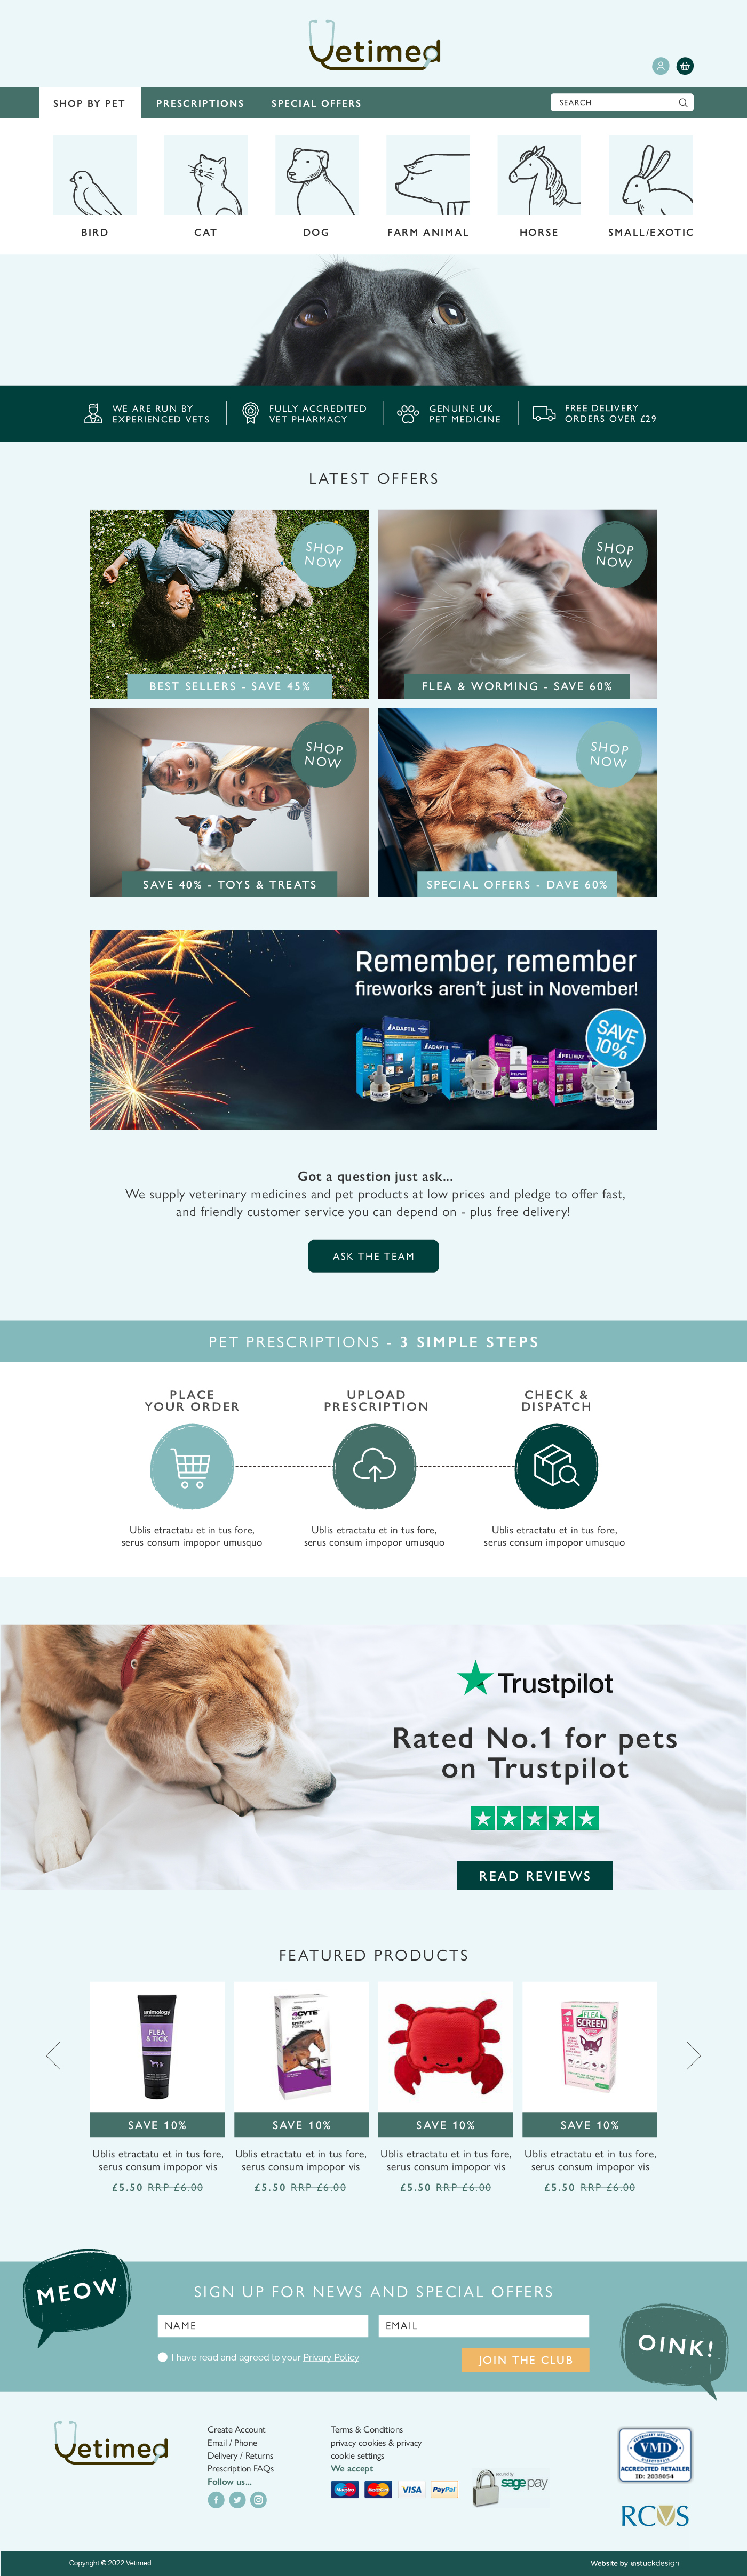 Vetimed
SHOP BY PET
PRESCRIPTIONS
SPECIAL OFFERS
SEARCH
BIRD
CAT
DOG
FARM ANIMAL
HORSE
SMALL/EXOTIC
WE ARE RUN BY
EXPERIENCED VETS
FULLY ACCREDITED
VET PHARMACY
GENUINE UK
PET MEDICINE
FREE DELIVERY
ORDERS OVER £29
LATEST OFFERS
SHOP
NOW
BEST SELLERS - SAVE 45%
SHOP
NOW
FLEA & WORMING - SAVE 60%
SHOP
NOW
SAVE 40% - TOYS & TREATS
SHOP
NOW
SPECIAL OFFERS - DAVE 60%
Remember, remember
fireworks aren't just in November!
SAVE
10%
ADAPTIL
ADAPTIL
FELIWAY
Got a question just ask...
We supply veterinary medicines and pet products at low prices and pledge to offer fast,
and friendly customer service you can depend on - plus free delivery!
ASK THE TEAM
PET PRESCRIPTIONS - 3 SIMPLE STEPS
PLACE
YOUR ORDER
UPLOAD
PRESCRIPTION
CHECK &
DISPATCH
Ublis etractatu et in tus fore,
serus consum impopor umusquo
Ublis etractatu et in tus fore,
serus consum impopor umusquo
Ublis etractatu et in tus fore,
serus consum impopor umusquo
Trustpilot
Rated No.1 for pets
on Trustpilot
READ REVIEWS
FEATURED PRODUCTS
animology
FLEA
& TICK
4CYTE
FLEA
SCREEN
SAVE 10%
SAVE 10%
SAVE 10%
SAVE 10%
Ublis etractatu et in tus fore,
serus consum impopor vis
£5.50 RRP £6.00
Ublis etractatu et in tus fore,
serus consum impopor vis
£5.50 RRP £6.00
Ublis etractatu et in tus fore,
serus consum impopor vis
£5.50 RRP £6.00
Ublis etractatu et in tus fore,
serus consum impopor vis
£5.50 RRP £6.00
MEOW
SIGN UP FOR NEWS AND SPECIAL OFFERS
NAME
EMAIL
I have read and agreed to your Privary Policy
JOIN THE CLUB
OINK!
Vetimed
Create Account
Email / Phone
Delivery / Returns
Prescription FAQs
Follow us...
Terms & Conditions
privacy cookies & privacy
cookie settings
We accept
Maestro
MasterCard
VISA
PayPal
secured by
sagepay
VETERINARY MEDICINES
VMD
DIRECTORATE
ACCREDITED RETAILER
ID: 2038054
RCVS
Copyright © 2022 Vetimed
Website by unstuckdesign